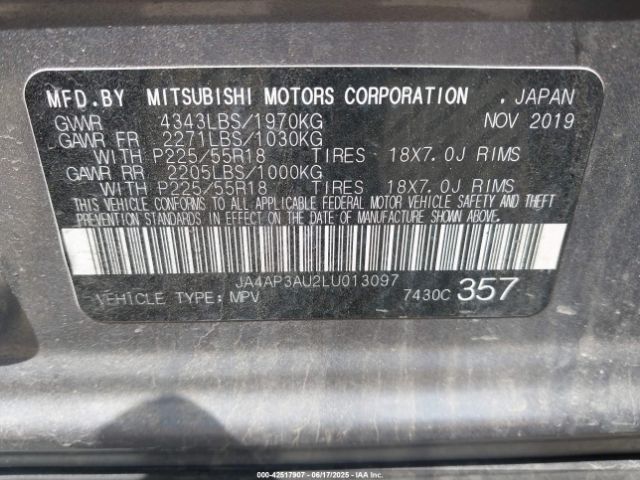 MFD.BY MITSUBISHI MOTORS CORPORATION . JAPAN
GVWR 4343LBS/1970KG NOV 2019
GAWR FR 2271LBS/1030KG
WITH P225/55R18 TIRES 18X7.0J RIMS
GAWR RR 2205LBS/1000KG
WITH P225/55R18 TIRES 18X7.0J RIMS
THIS VEHICLE CONFORMS TO ALL APPLICABLE FEDERAL MOTOR VEHICLE SAFETY AND THEFT
PREVENTION STANDARDS IN EFFECT ON THE DATE OF MANUFACTURE SHOWN ABOVE.
JA4AP3AU2LU013097
VEHICLE TYPE: MPV 7430C 357
000-42517907 - 06/17/2025 - IAAI.COM